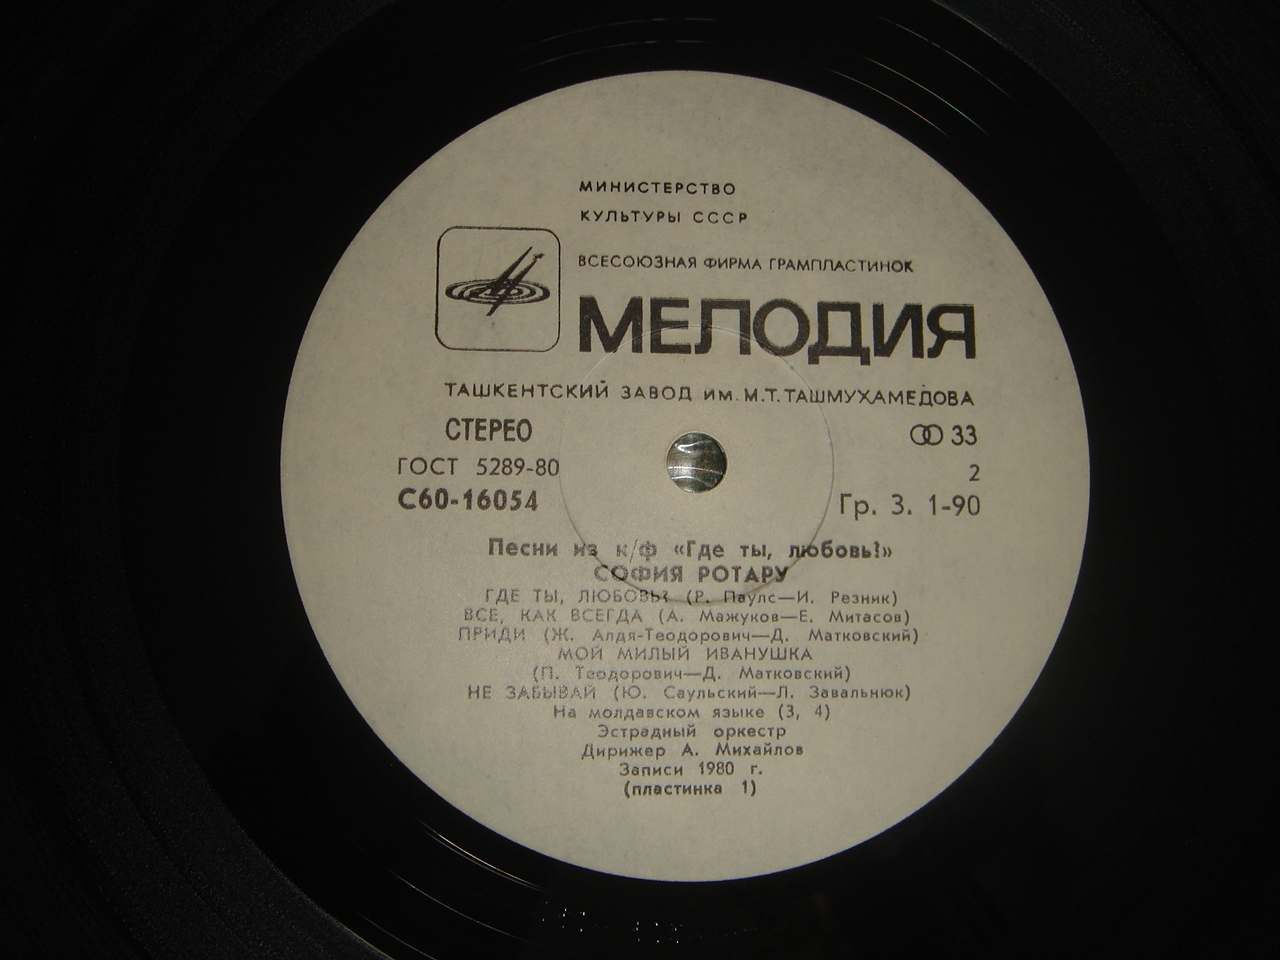 МИНИСТЕРСТВО
КУЛЬТУРЫ СССР
ВСЕСОЮЗНАЯ ФИРМА ГРАМПЛАСТИНОК
МЕЛОДИЯ
ТАШКЕНТСКИЙ ЗАВОД ИМ. М.Т. ТАШМУХАМЕДОВА
СТЕРЕО
33
ГОСТ 5289-80
2
С60-16054
Гр. 3. 1-90
Песни из к/ф «Где ты, любовь?»
СОФИЯ РОТАРУ
ГДЕ ТЫ, ЛЮБОВЬ? (Р. Паулс—И. Резник)
ВСЕ, КАК ВСЕГДА (А. Мажуков—Е. Митасов)
ПРИДИ (Ж. Алдя-Теодорович—Д. Матковский)
МОЙ МИЛЫЙ ИВАНУШКА
(П. Теодорович—Д. Матковский)
НЕ ЗАБЫВАЙ (Ю. Саульский—Л. Завальнюк)
На молдавском языке (3, 4)
Эстрадный оркестр
Дирижер А. Михайлов
Записи 1980 г.
(пластинка 1)